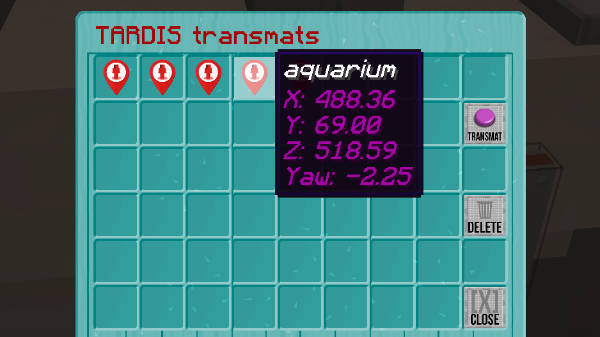 TARDIS transmats
aquarium
X: 488.36
Y: 69.00
Z: 518.59
Yaw: -2.25
TRANSMAT
DELETE
[X]
CLOSE